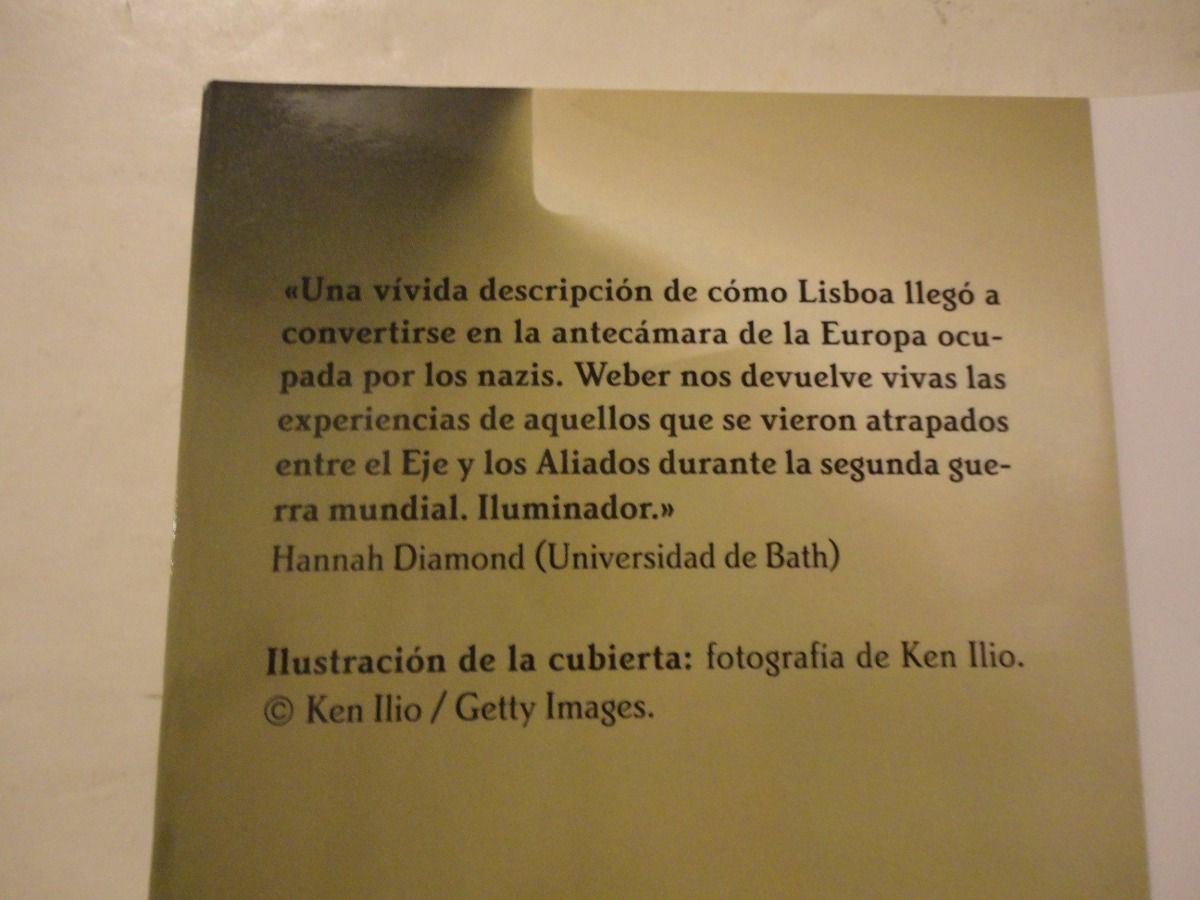 «Una vívida descripción de cómo Lisboa llegó a
convertirse en la antecámara de la Europa ocu-
pada por los nazis. Weber nos devuelve vivas las
experiencias de aquellos que se vieron atrapados
entre el Eje y los Aliados durante la segunda gue-
rra mundial. Iluminador.»
Hannah Diamond (Universidad de Bath)
Ilustración de la cubierta: fotografia de Ken Ilio.
© Ken Ilio / Getty Images.